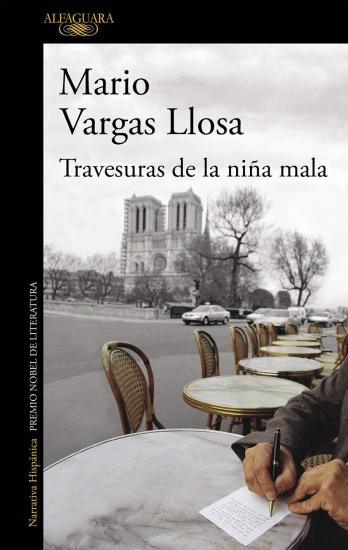 ALFAGUARA
Mario
Vargas Llosa
Travesuras de la niña mala
Narrativa Hispánica PREMIO NOBEL DE LITERATURA